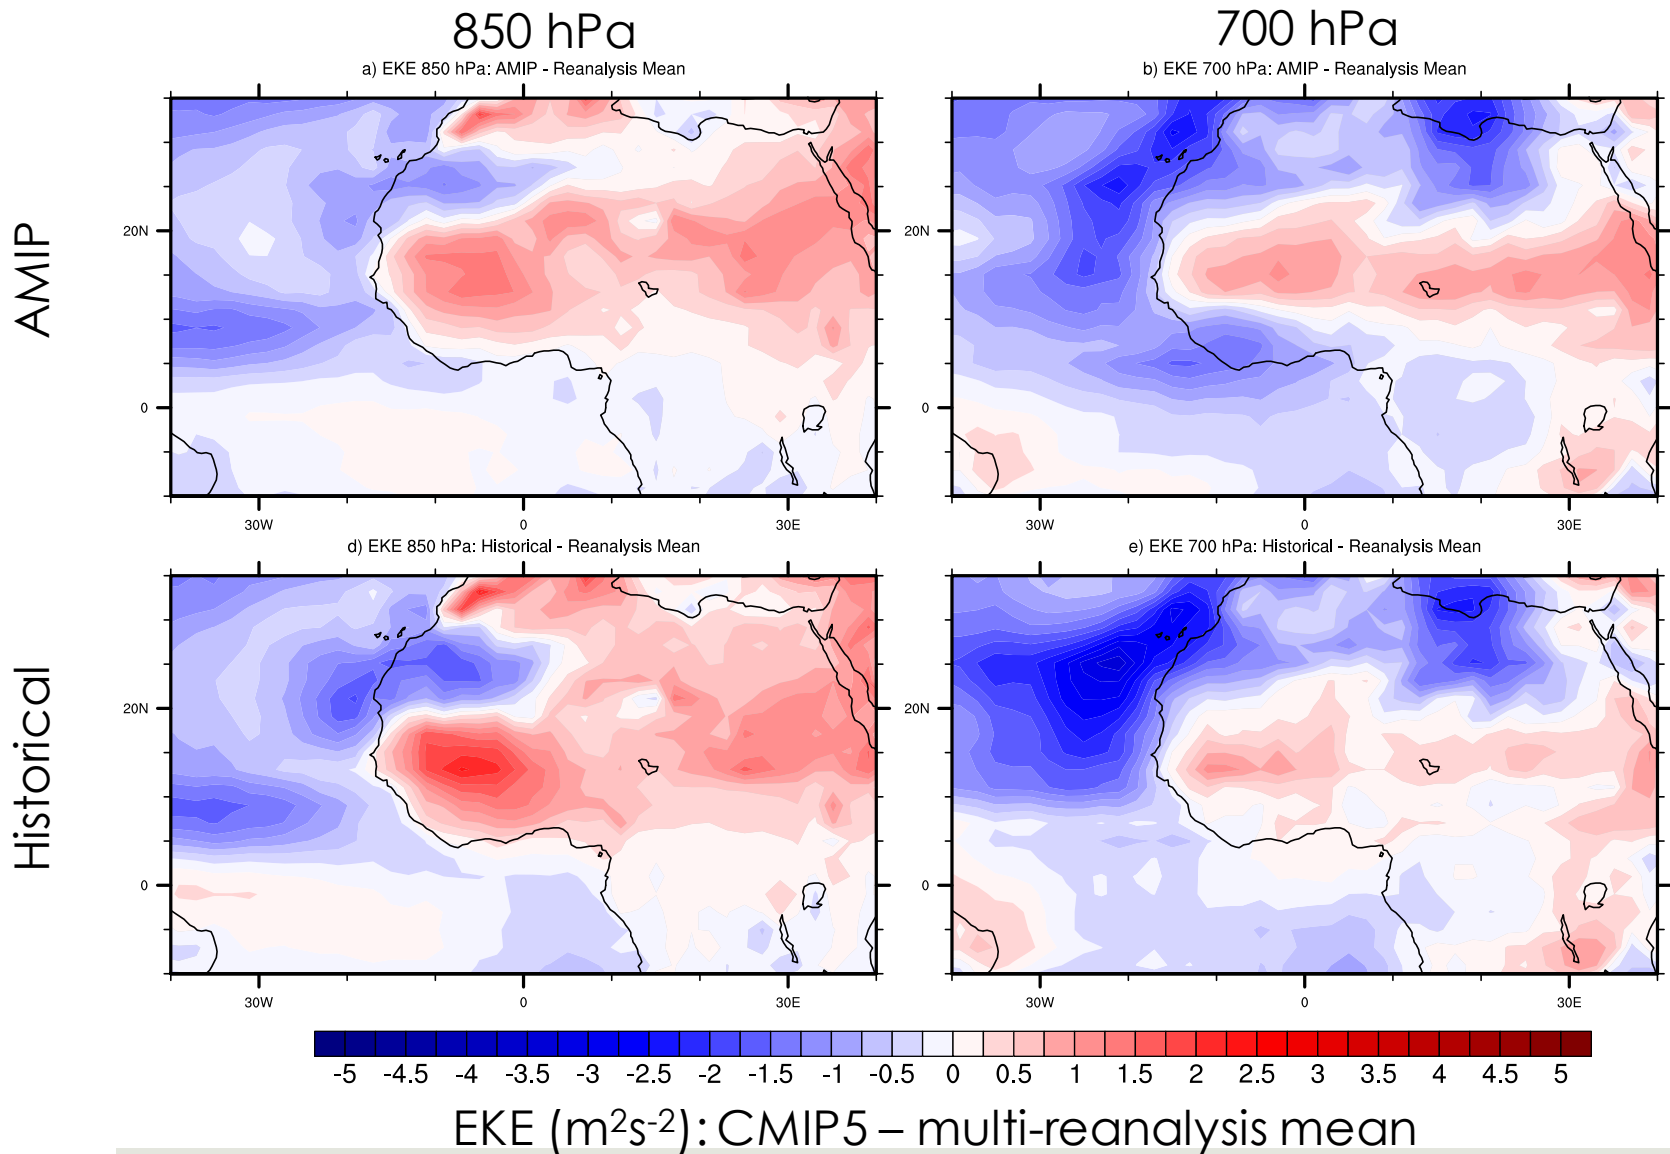 850 hPa
700 hPa
a) EKE 850 hPa: AMIP - Reanalysis Mean
b) EKE 700 hPa: AMIP - Reanalysis Mean
AMIP
20N
0
20N
0
30W
0
30E
30W
0
30E
d) EKE 850 hPa: Historical - Reanalysis Mean
e) EKE 700 hPa: Historical - Reanalysis Mean
Historical
20N
0
20N
0
30W
0
30E
30W
0
30E
-5 -4.5 -4 -3.5 -3 -2.5 -2 -1.5 -1 -0.5 0 0.5 1 1.5 2 2.5 3 3.5 4 4.5 5
EKE (m²s⁻²): CMIP5 – multi-reanalysis mean